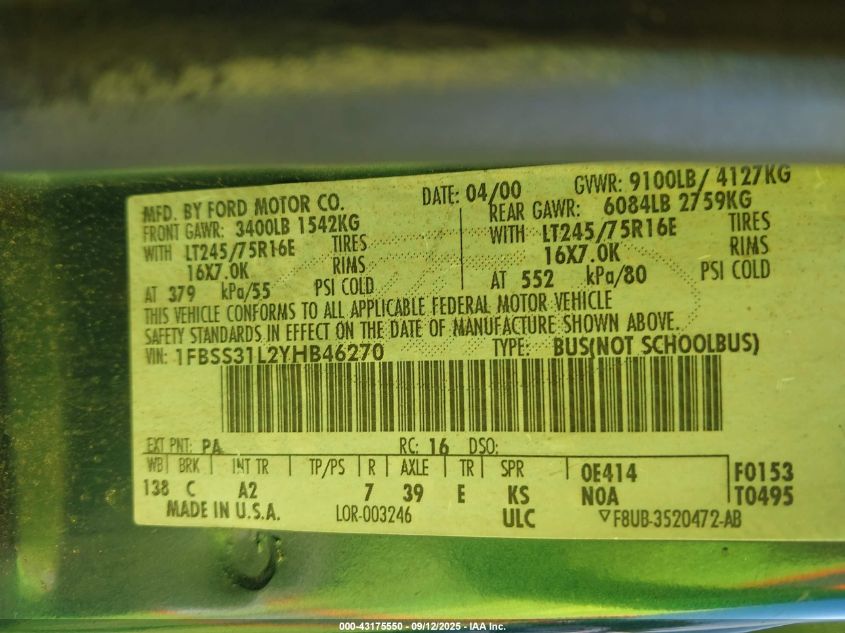 MFD. BY FORD MOTOR CO. DATE: 04/00 GVWR: 9100LB/ 4127KG
FRONT GAWR: 3400LB 1542KG REAR GAWR: 6084LB 2759KG
WITH LT245/75R16E TIRES WITH LT245/75R16E TIRES
16X7.0K RIMS 16X7.0K RIMS
AT 379 kPa/55 PSI COLD AT 552 kPa/80 PSI COLD
THIS VEHICLE CONFORMS TO ALL APPLICABLE FEDERAL MOTOR VEHICLE
SAFETY STANDARDS IN EFFECT ON THE DATE OF MANUFACTURE SHOWN ABOVE.
VIN: 1FBSS31L2YHB46270 TYPE: BUS(NOT SCHOOLBUS)
EXT PNT: PA RC: 16 DSO:
WB BRK INT TR TP/PS R AXLE TR SPR 0E414 F0153
138 C A2 7 39 E KS N0A T0495
MADE IN U.S.A. LOR-003246 ULC ▽F8UB-3520472-AB
000-43175550 - 09/12/2025 - IAA Inc.